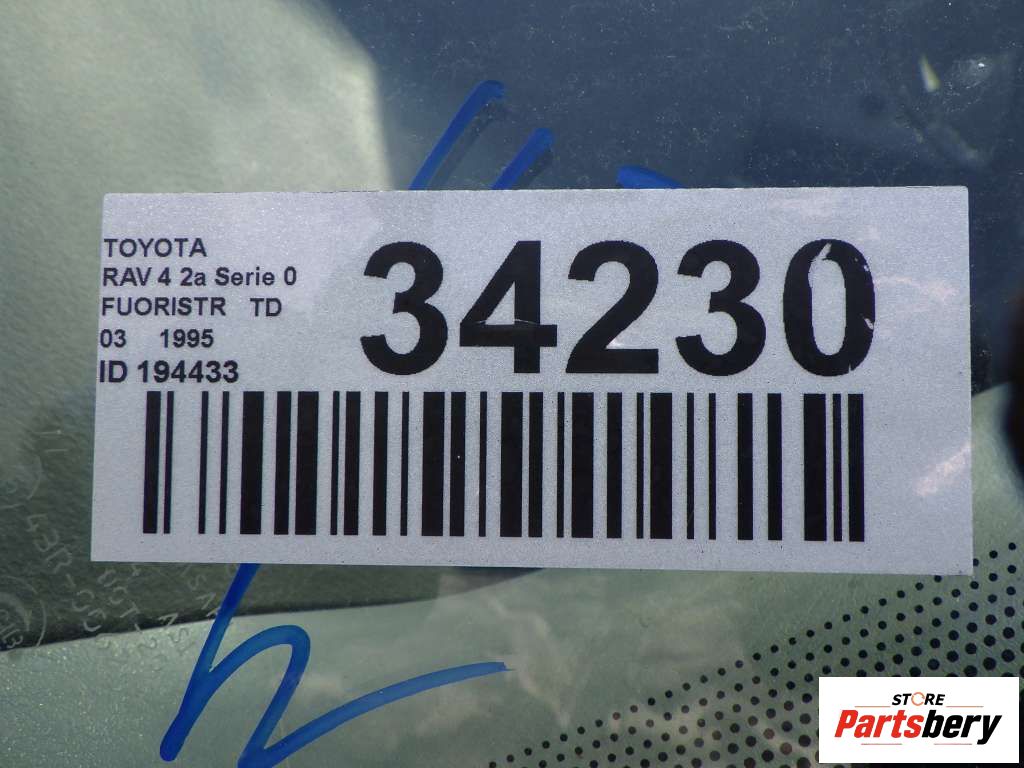 TOYOTA
RAV 4 2a Serie 0
FUORISTR TD
03 1995
ID 194433
34230
STORE
Partsbery